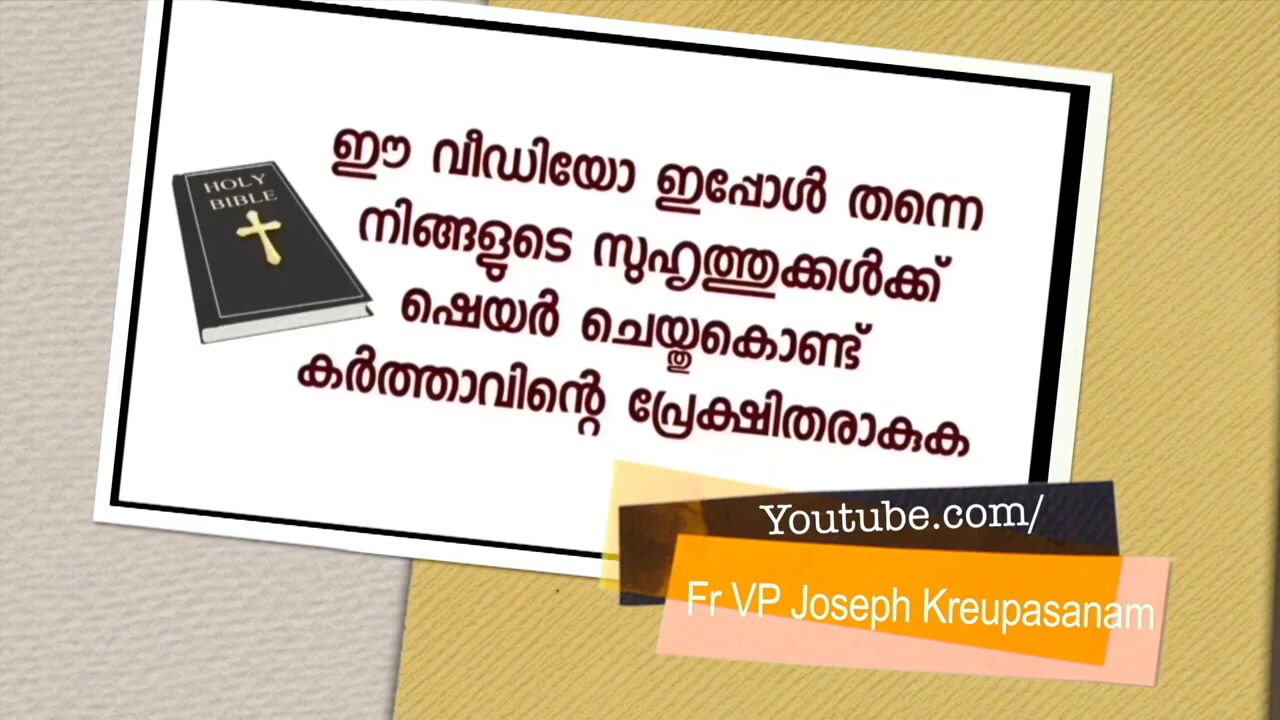 HOLY
BIBLE
ഈ വീഡിയോ ഇപ്പോൾ തന്നെ
നിങ്ങളുടെ സുഹൃത്തുക്കൾക്ക്
ഷെയർ ചെയ്തുകൊണ്ട്
കർത്താവിന്റെ പ്രേക്ഷിതരാകുക
Youtube.com/
Fr VP Joseph Kreupasanam